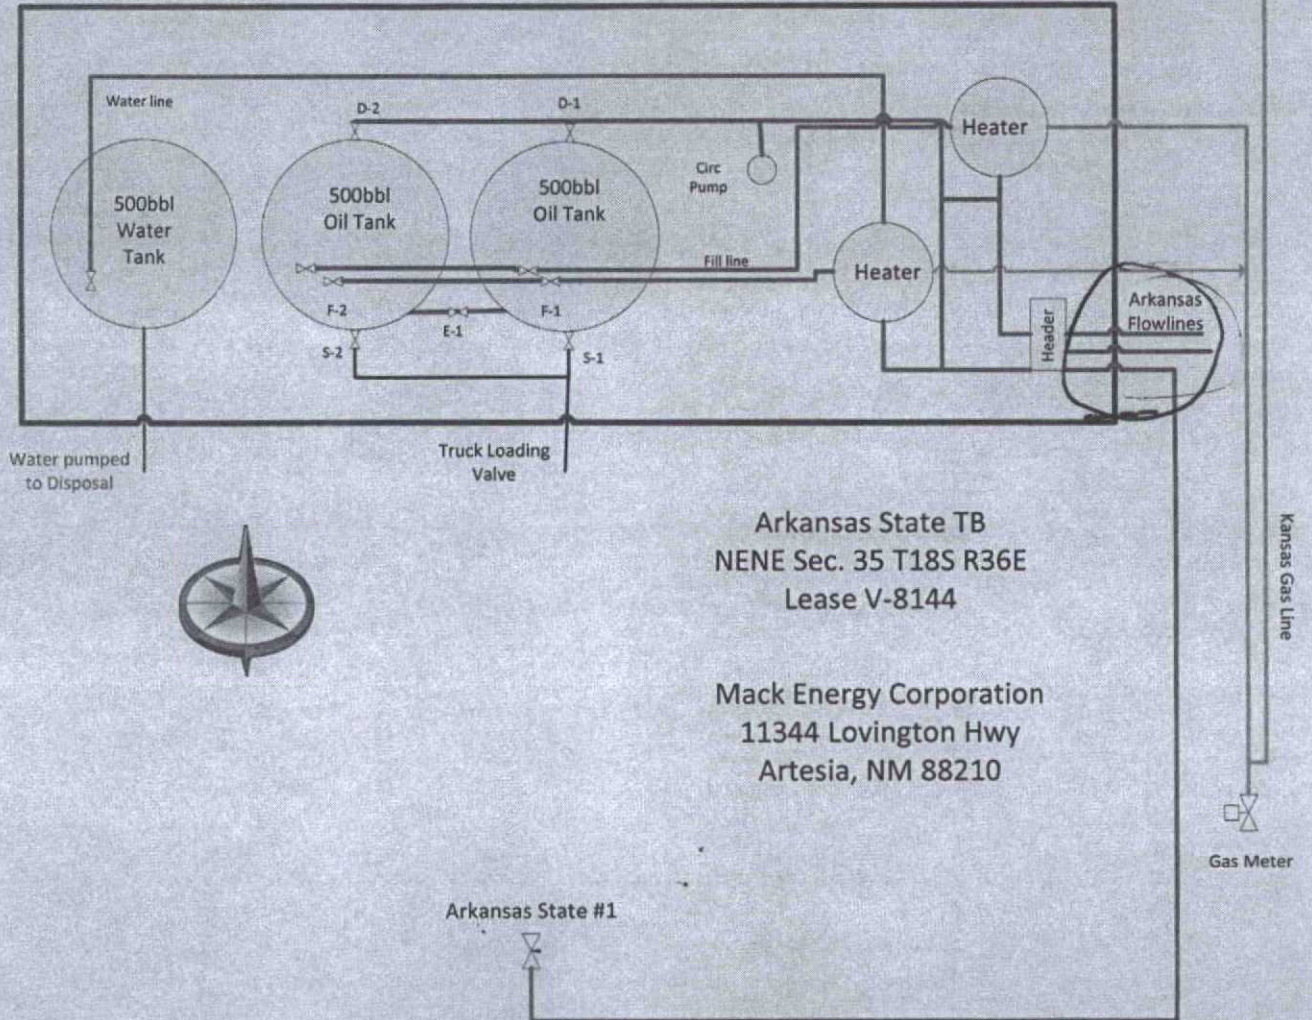 Water line
D-2
D-1
Heater
Circ
Pump
500bbl
Water
Tank
500bbl
Oil Tank
500bbl
Oil Tank
Fill line
Heater
Arkansas
Flowlines
Header
F-2
E-1
F-1
S-2
S-1
Water pumped
to Disposal
Truck Loading
Valve
Arkansas State TB
NENE Sec. 35 T18S R36E
Lease V-8144
Kansas Gas Line
Mack Energy Corporation
11344 Lovington Hwy
Artesia, NM 88210
Gas Meter
Arkansas State #1